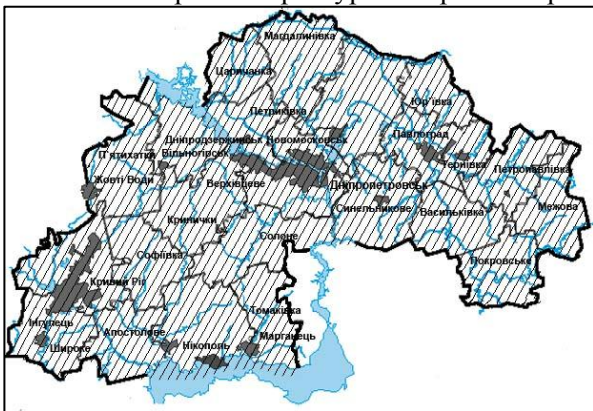 Магдалинівка
Царичанка
Юр'ївка
Петриківка
Павлоград
Дніпродзержинськ
Новомосковськ
Вільногірськ
Тернівка
П'ятихатки
Петропавлівка
Жовті Води
Верхівцеве
Дніпропетровськ
Синельникове
Васильківка
Межова
Кринички
Солоне
Софіївка
Покровське
Кривий Ріг
Томаківка
Інгулець
Апостолове
Нікополь
Марганець
Широке